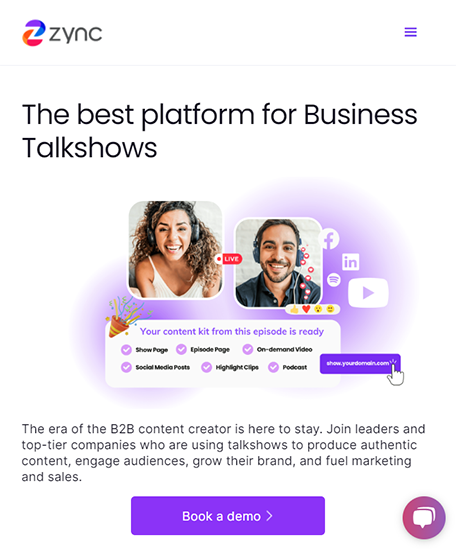 zync
The best platform for Business
Talkshows
LIVE
Your content kit from this episode is ready
Show Page
Episode Page
On-demand Video
Social Media Posts
Highlight Clips
Podcast
show.yourdomain.com
The era of the B2B content creator is here to stay. Join leaders and
top-tier companies who are using talkshows to produce authentic
content, engage audiences, grow their brand, and fuel marketing
and sales.
Book a demo